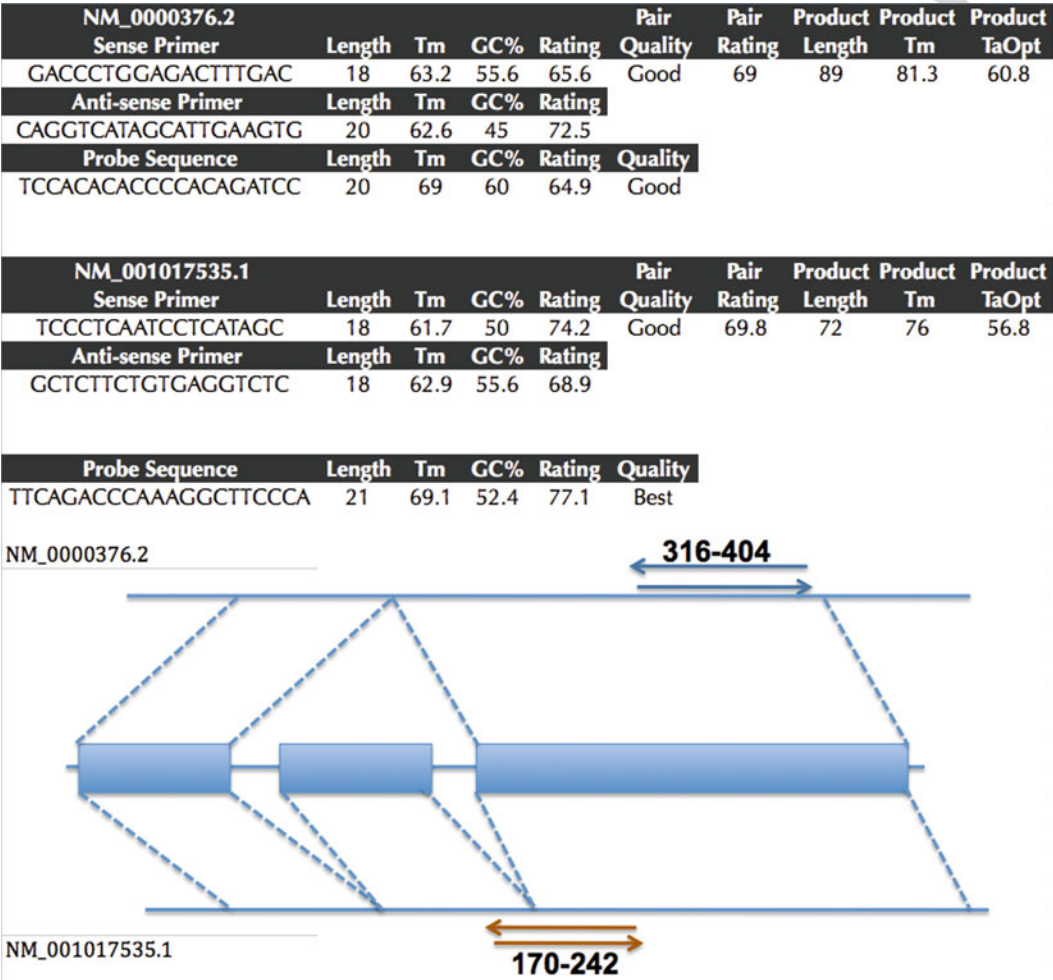 NM_0000376.2 Pair Pair Product Product Product
Sense Primer Length Tm GC% Rating Quality Rating Length Tm TaOpt
GACCCTGGAGACTTTGAC 18 63.2 55.6 65.6 Good 69 89 81.3 60.8
Anti-sense Primer Length Tm GC% Rating
CAGGTCATAGCATTGAAGTG 20 62.6 45 72.5
Probe Sequence Length Tm GC% Rating Quality
TCCACACACCCCACAGATCC 20 69 60 64.9 Good
NM_001017535.1 Pair Pair Product Product Product
Sense Primer Length Tm GC% Rating Quality Rating Length Tm TaOpt
TCCCTCAATCCTCATAGC 18 61.7 50 74.2 Good 69.8 72 76 56.8
Anti-sense Primer Length Tm GC% Rating
GCTCTTCTGTGAGGTCTC 18 62.9 55.6 68.9
Probe Sequence Length Tm GC% Rating Quality
TTCAGACCCAAAGGCTTCCCA 21 69.1 52.4 77.1 Best
NM_0000376.2
316-404
NM_001017535.1
170-242